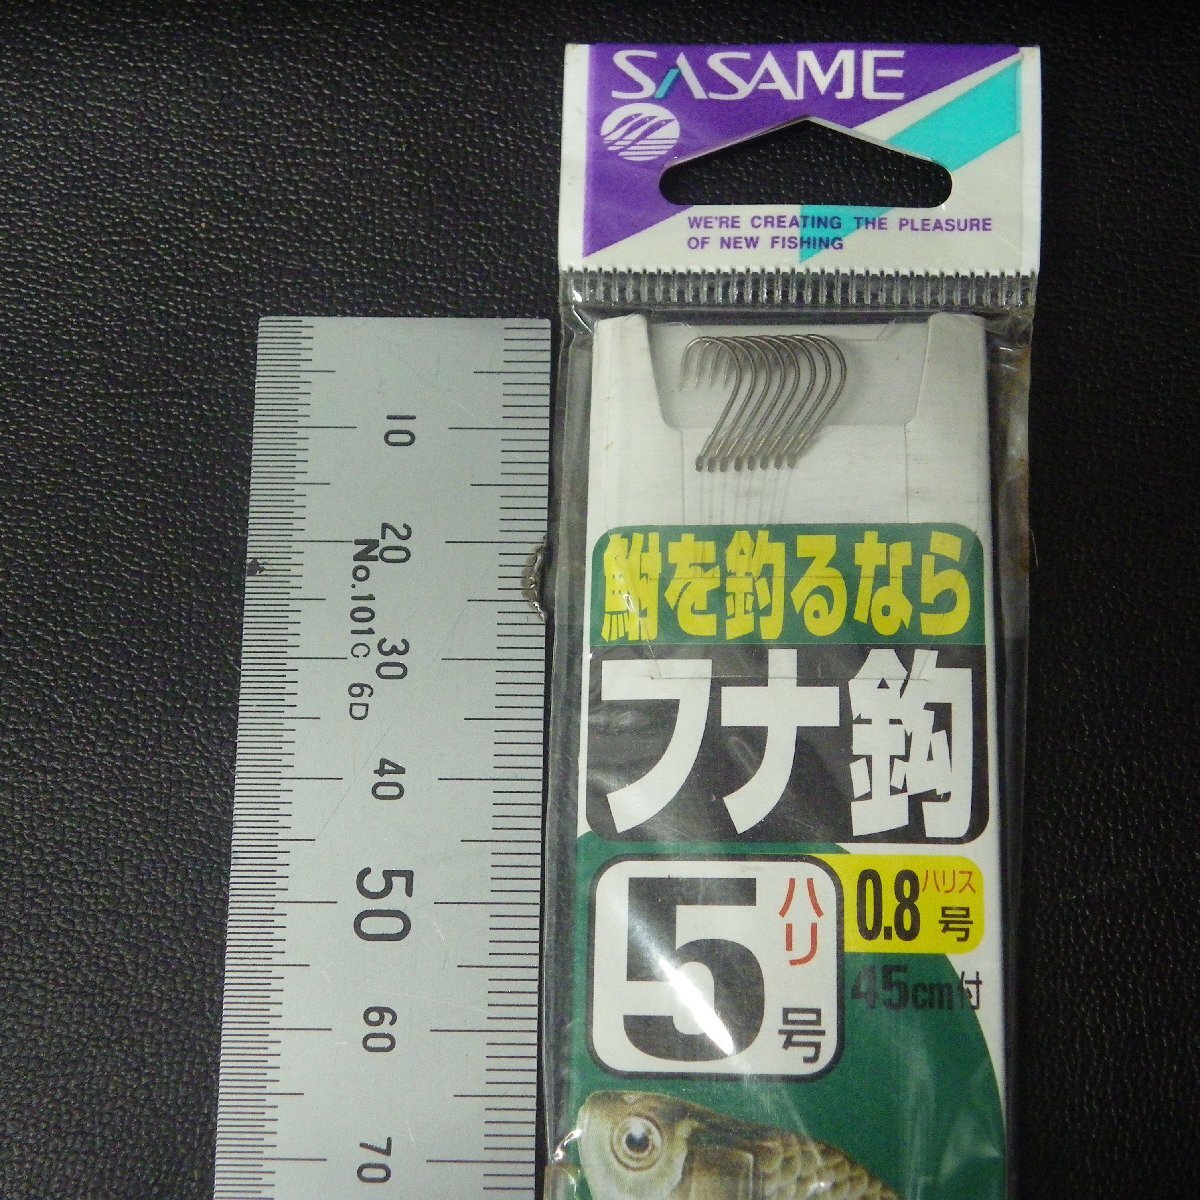 SASAME
WE'RE CREATING THE PLEASURE
OF NEW FISHING
鮒を釣るなら
フナ鈎
5
ハリ
号
ハリス
0.8号
45cm付
10
20
30
40
50
60
70
No.101C 6D